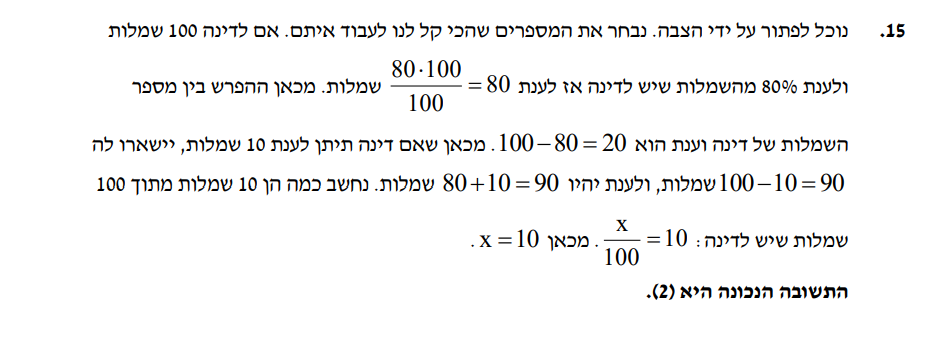 15. נוכל לפתור על ידי הצבה. נבחר את המספרים שהכי קל לנו לעבוד איתם. אם לדינה 100 שמלות
ולענת 80% מהשמלות שיש לדינה אז לענת 80·100/100 = 80 שמלות. מכאן ההפרש בין מספר
השמלות של דינה וענת הוא 100−80 = 20. מכאן שאם דינה תיתן לענת 10 שמלות, יישארו לה
100−10 = 90 שמלות, ולענת יהיו 80+10 = 90 שמלות. נחשב כמה הן 10 שמלות מתוך 100
שמלות שיש לדינה: x/100 = 10. מכאן x = 10.
התשובה הנכונה היא (2).